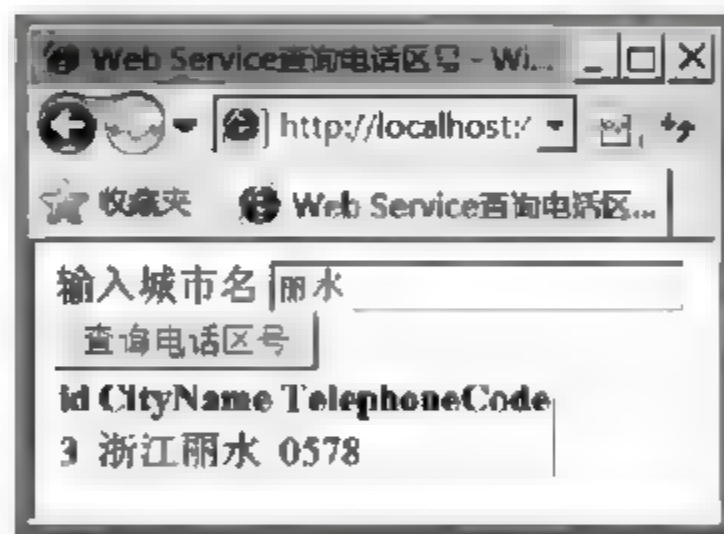 Web Service查询电话区号 - Wi...
http://localhost:/
收藏夹
Web Service查询电话区...
输入城市名 丽水
查询电话区号
id CityName TelephoneCode
3 浙江丽水 0578